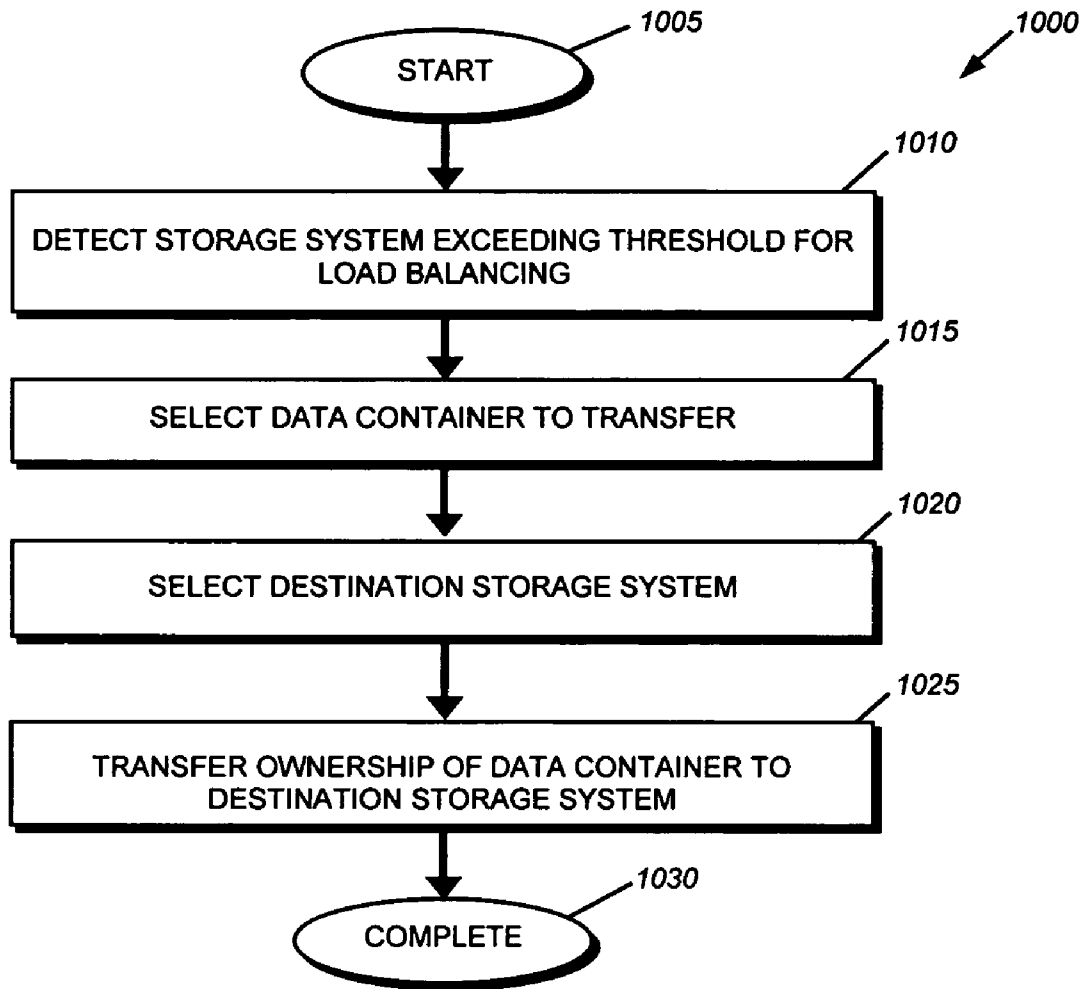 1005
1000
START
1010
DETECT STORAGE SYSTEM EXCEEDING THRESHOLD FOR
LOAD BALANCING
1015
SELECT DATA CONTAINER TO TRANSFER
1020
SELECT DESTINATION STORAGE SYSTEM
1025
TRANSFER OWNERSHIP OF DATA CONTAINER TO
DESTINATION STORAGE SYSTEM
1030
COMPLETE